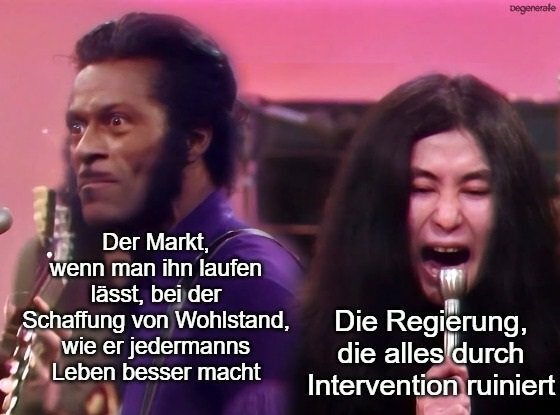 Degenerate
Der Markt,
wenn man ihn laufen
lässt, bei der
Schaffung von Wohlstand,
wie er jedermanns
Leben besser macht
Die Regierung,
die alles durch
Intervention ruiniert